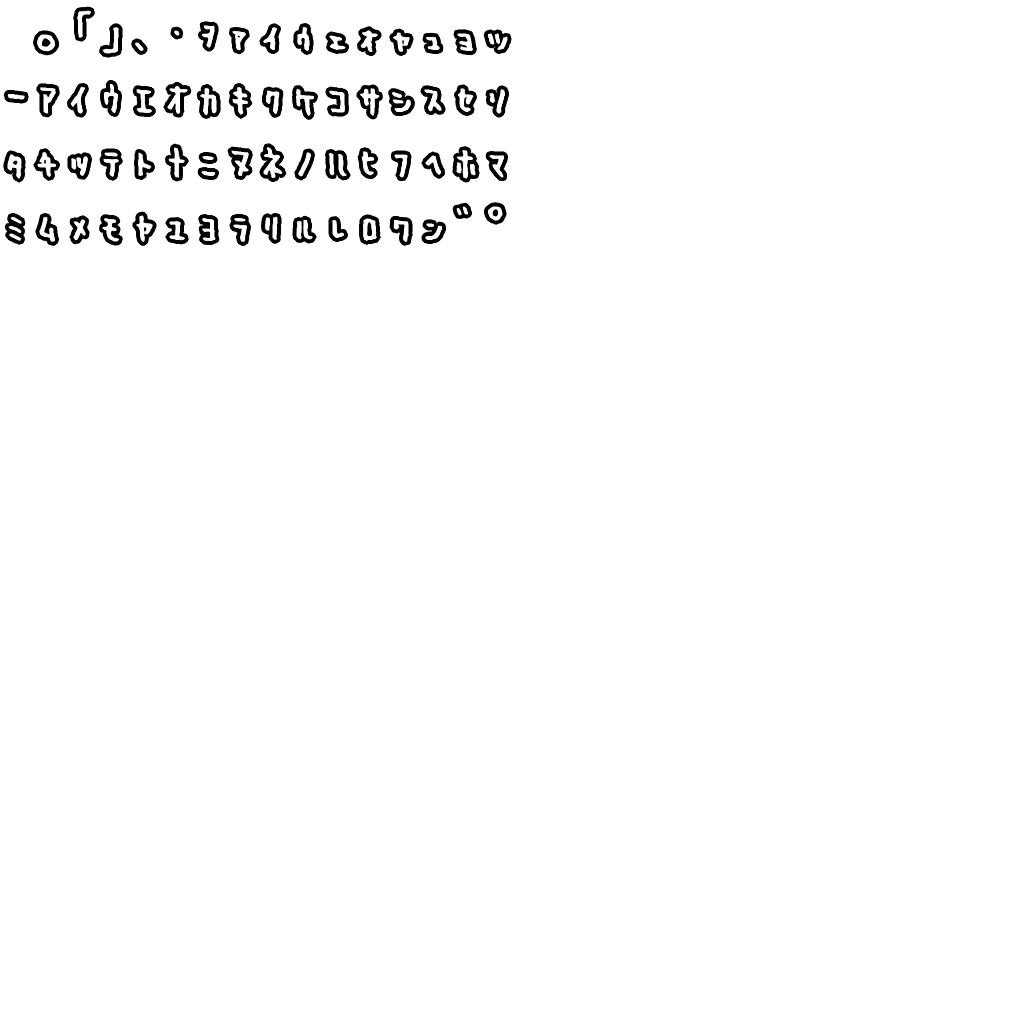 。「」、・ヲァィゥェォャュョッ
ーアイウエオカキクケコサシスセソ
タチツテトナニヌネノハヒフヘホマ
ミムメモヤユヨラリルレロワン゛゜